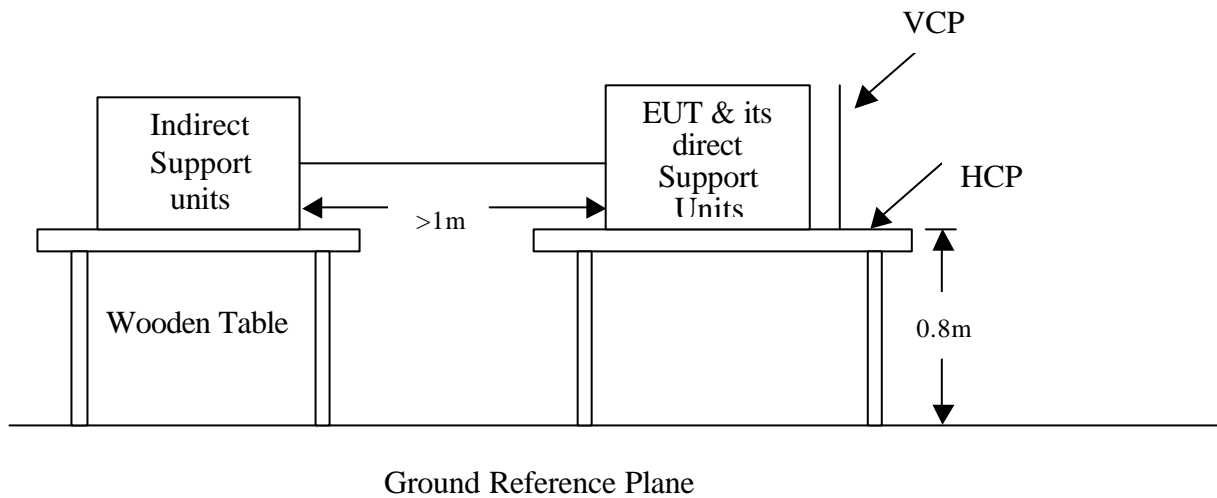 VCP
Indirect
Support
units
EUT & its
direct
Support
Units
HCP
>1m
Wooden Table
0.8m
Ground Reference Plane